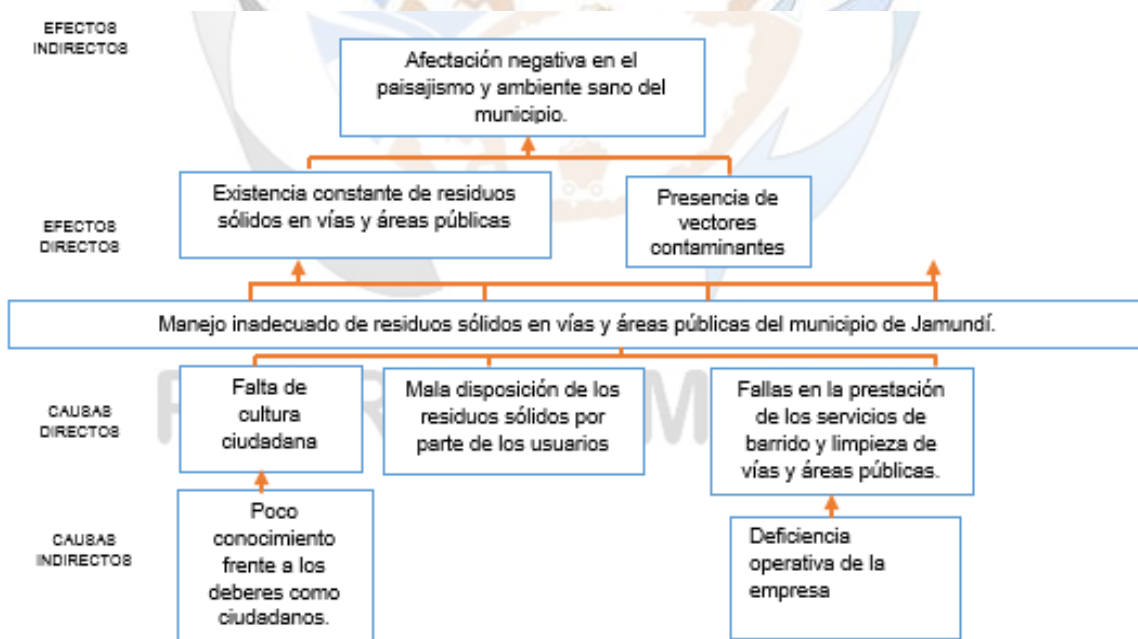 EFECTOS
INDIRECTOS
Afectación negativa en el
paisajismo y ambiente sano del
municipio.
EFECTOS
DIRECTOS
Existencia constante de residuos
sólidos en vías y áreas públicas
Presencia de
vectores
contaminantes
Manejo inadecuado de residuos sólidos en vías y áreas públicas del municipio de Jamundí.
CAUSAS
DIRECTOS
Falta de
cultura
ciudadana
Mala disposición de los
residuos sólidos por
parte de los usuarios
Fallas en la prestación
de los servicios de
barrido y limpieza de
vías y áreas públicas.
CAUSAS
INDIRECTOS
Poco
conocimiento
frente a los
deberes como
ciudadanos.
Deficiencia
operativa de la
empresa